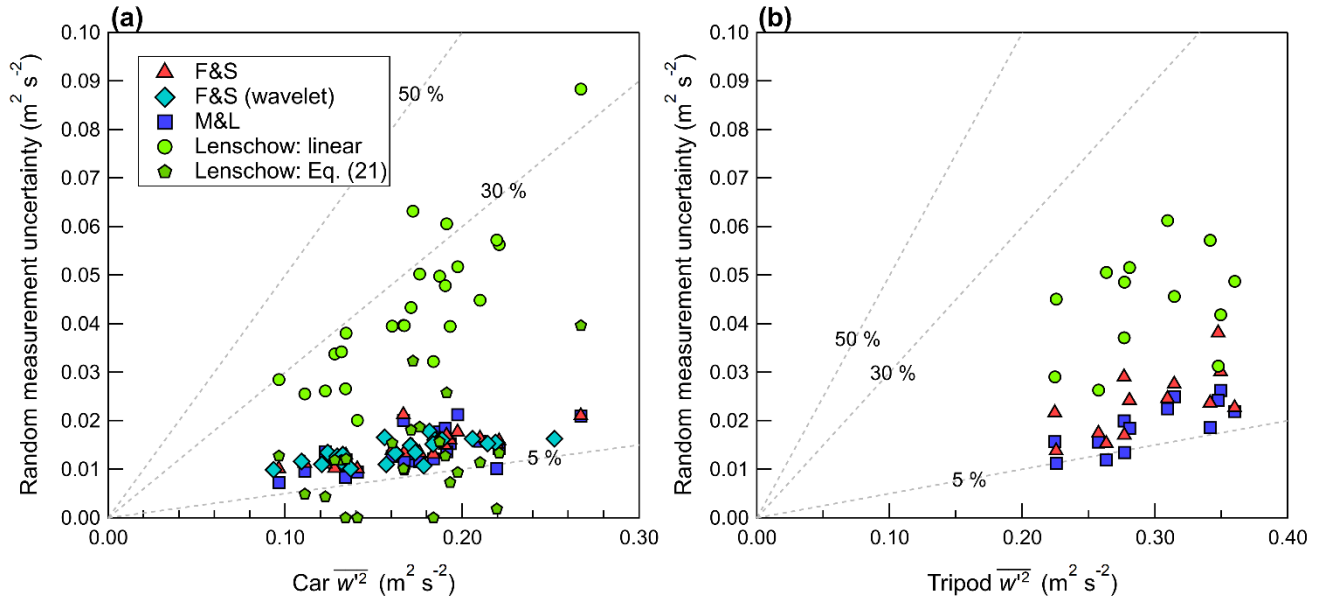 (a)
0.10
0.09
0.08
0.07
0.06
0.05
0.04
0.03
0.02
0.01
0.00
Random measurement uncertainty (m² s⁻²)
F&S
F&S (wavelet)
M&L
Lenschow: linear
Lenschow: Eq. (21)
50 %
30 %
5 %
0.00 0.10 0.20 0.30
Car w'² (m² s⁻²)
(b)
0.10
0.09
0.08
0.07
0.06
0.05
0.04
0.03
0.02
0.01
0.00
Random measurement uncertainty (m² s⁻²)
50 %
30 %
5 %
0.00 0.10 0.20 0.30 0.40
Tripod w'² (m² s⁻²)